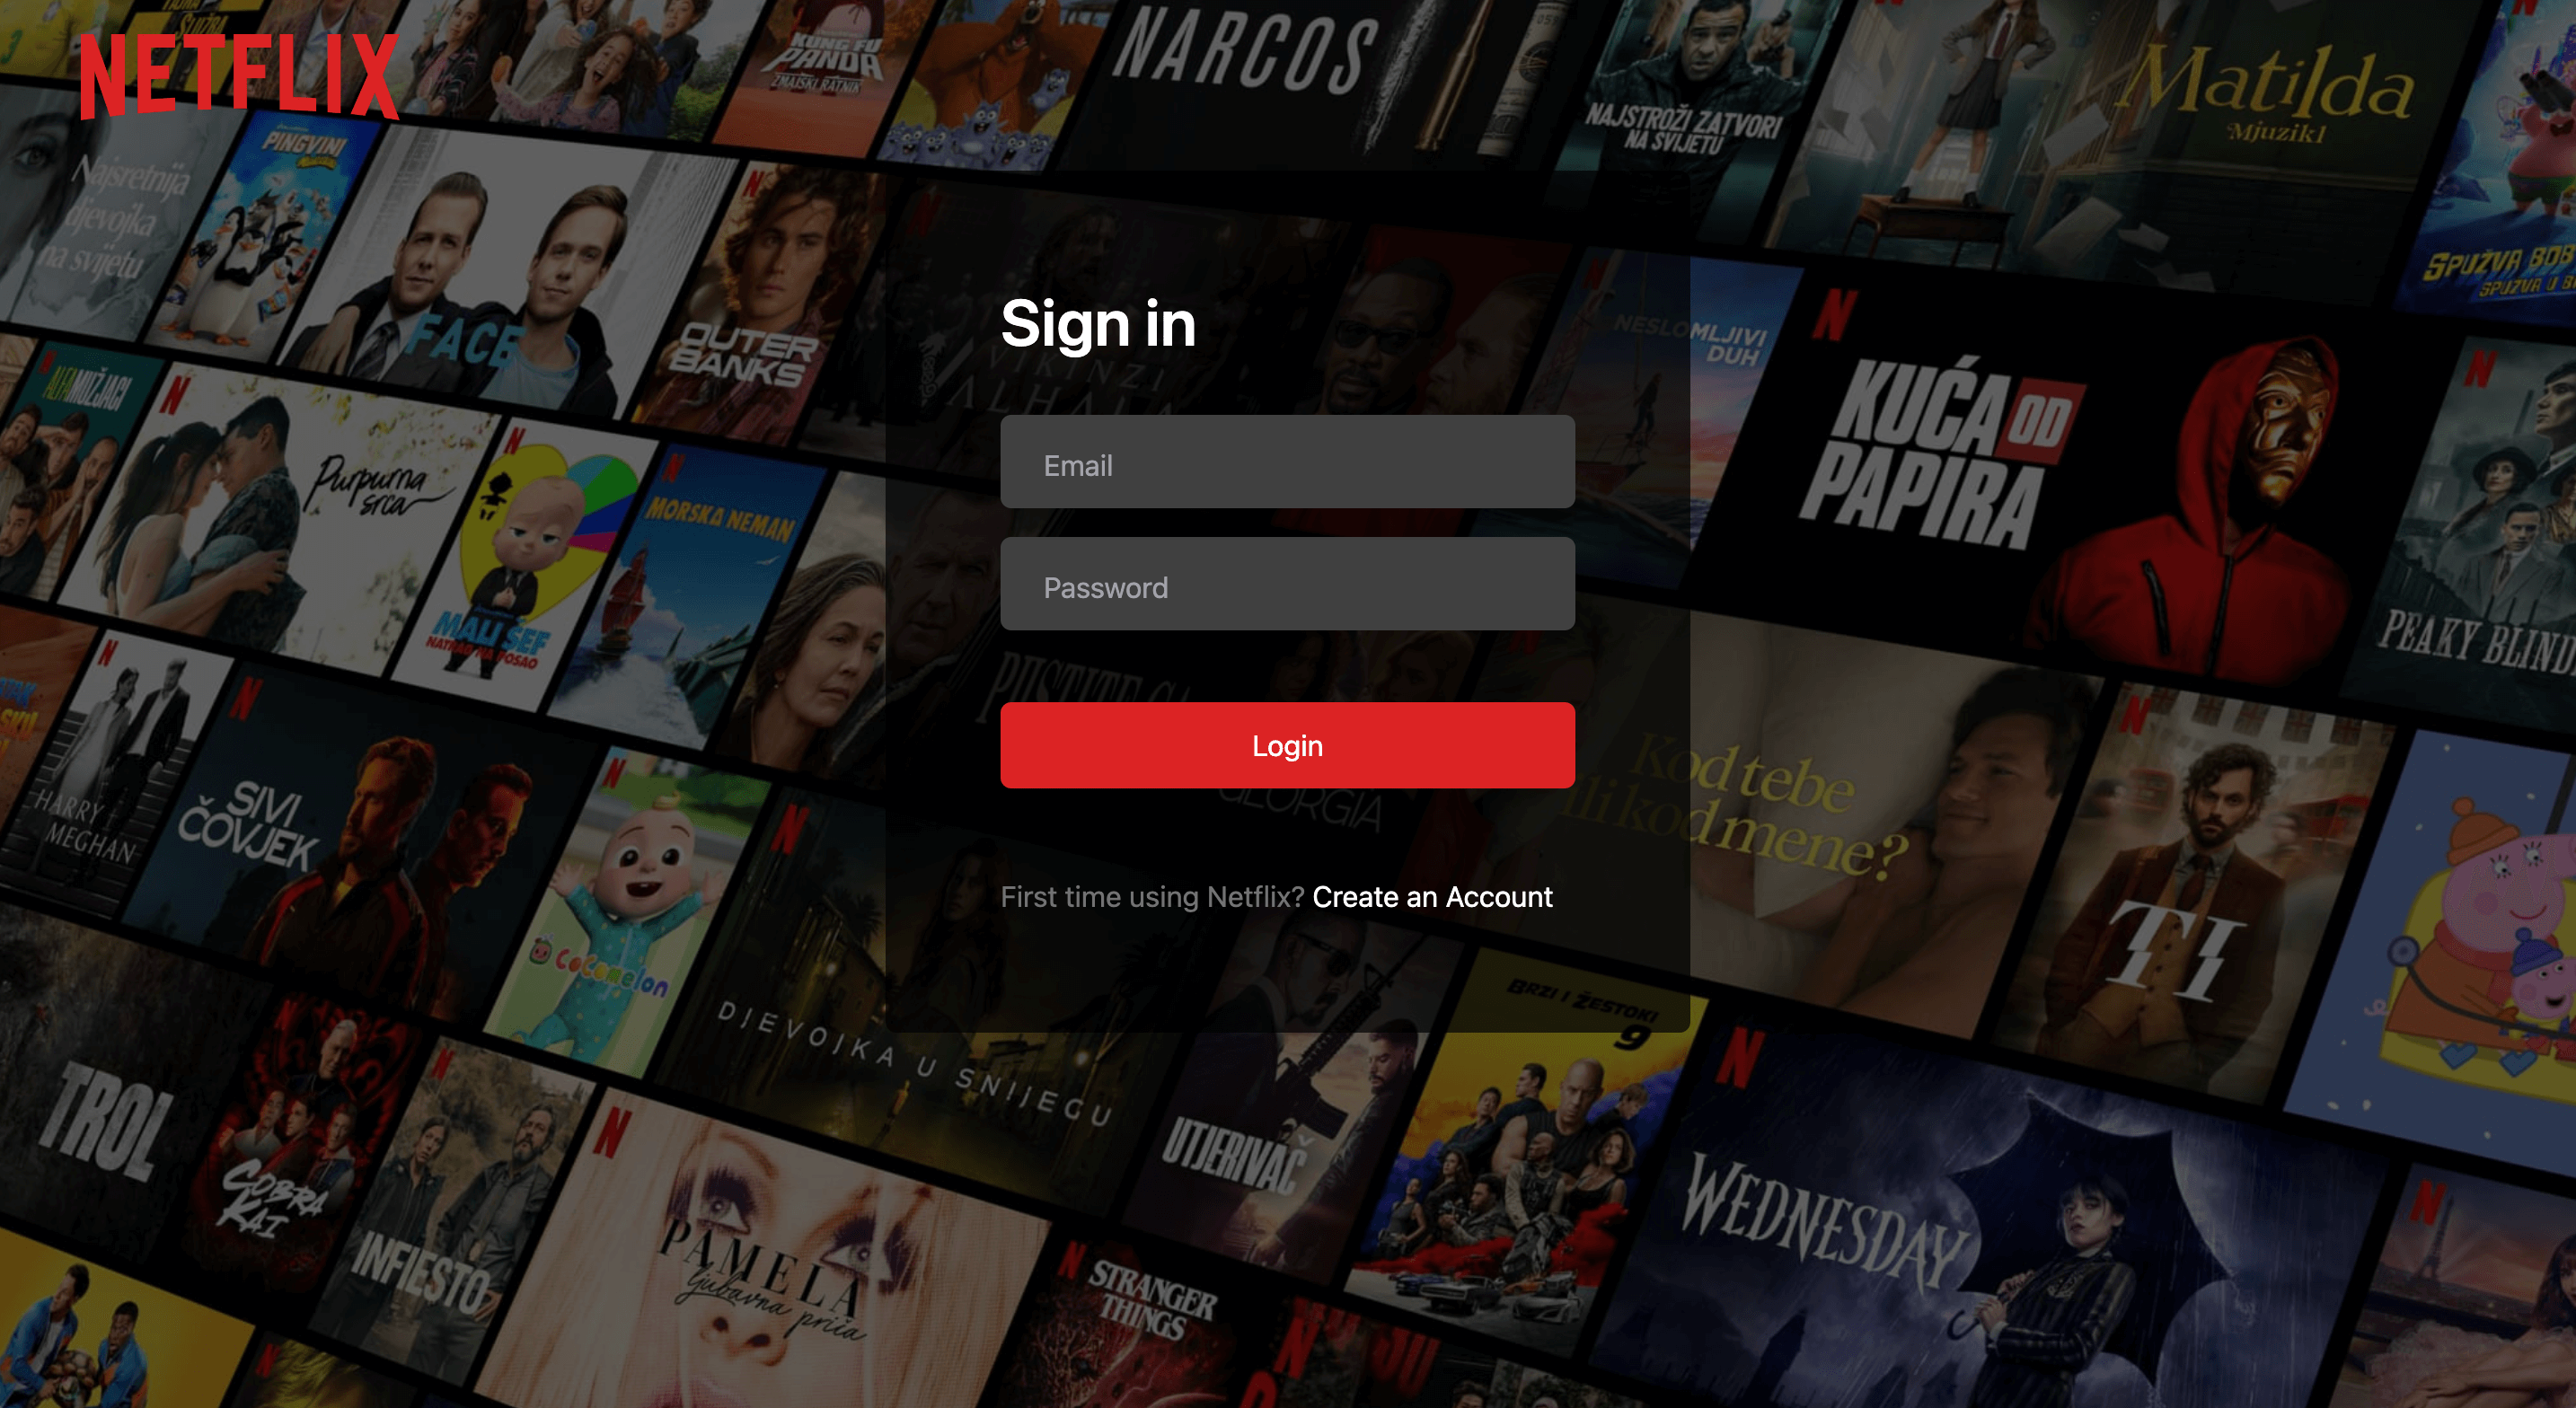 NETFLIX
KUNG FU
PANDA
ZMAJSKI RATNIK
NARCOS
NAJSTROŽI ZATVORI
NA SVIJETU
Matilda
Mjuzikl
Najsretnija
djevojka
na svijetu
PINGVINI
FACE
OUTER
BANKS
VIKINZI
NESLOMLJIVI
DUH
SPUŽVA BOB
Sign in
Email
Password
Login
First time using Netflix? Create an Account
ALFA MUŽJACI
Purpurna
srca
MALI ŠEF
NATRAG NA POSAO
MORSKA NEMAN
KUĆA OD
PAPIRA
PEAKY BLIND
HARRY
MEGHAN
SIVI
ČOVJEK
CoComelon
GEORGIA
Kod tebe
ili kod mene?
TI
DJEVOJKA U SNIJEGU
BRZI I ŽESTOKI
9
TROL
COBRA
KAI
INFIESTO
PAMELA
ljubavna priča
UTJERIVAČ
STRANGER
THINGS
WEDNESDAY